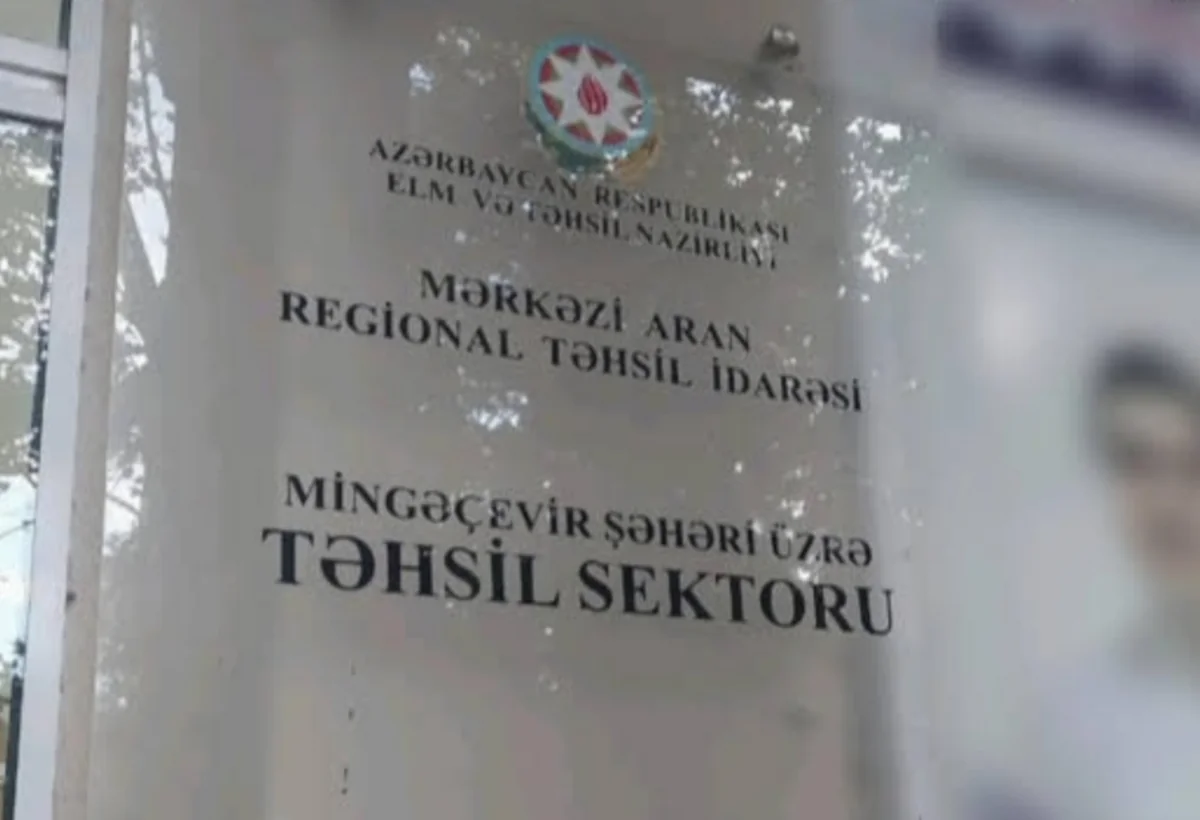 AZƏRBAYCAN RESPUBLİKASI
ELM VƏ TƏHSİL NAZİRLİYİ
MƏRKƏZİ ARAN
REGİONAL TƏHSİL İDARƏSİ
MİNGƏÇEVİR ŞƏHƏRİ ÜZRƏ
TƏHSİL SEKTORU